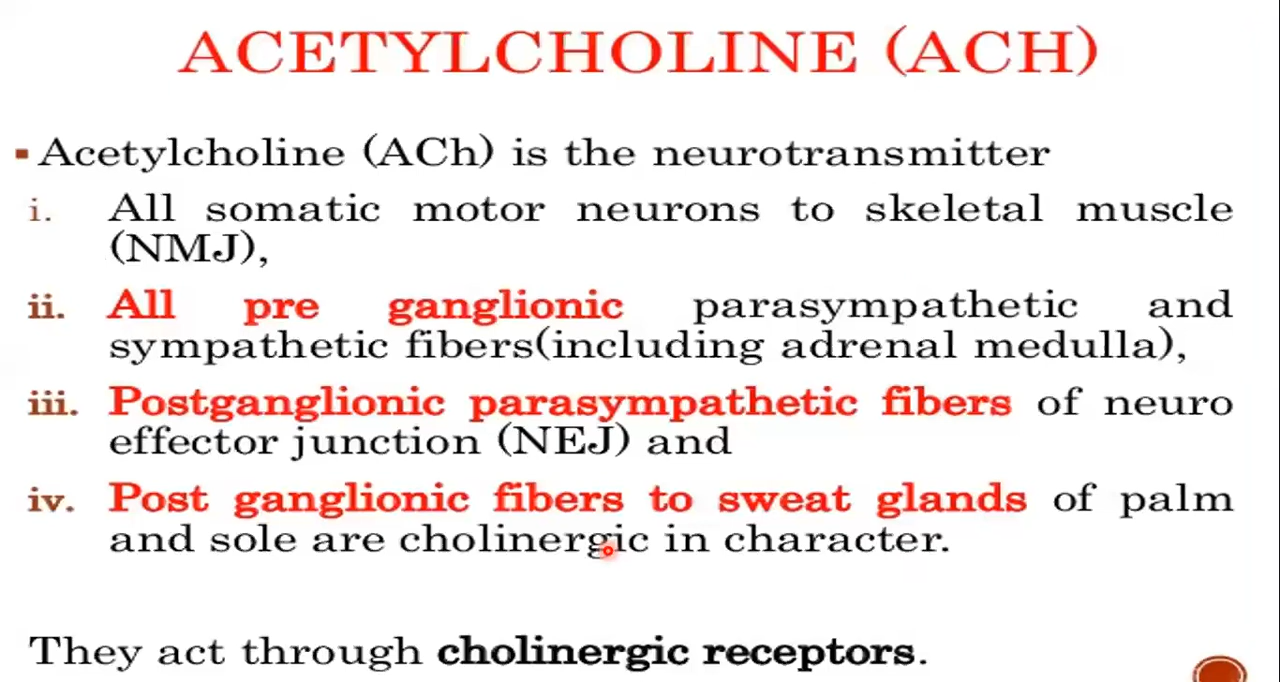 ACETYLCHOLINE (ACH)
▪ Acetylcholine (ACh) is the neurotransmitter
i. All somatic motor neurons to skeletal muscle
(NMJ),
ii. All pre ganglionic parasympathetic and
sympathetic fibers(including adrenal medulla),
iii. Postganglionic parasympathetic fibers of neuro
effector junction (NEJ) and
iv. Post ganglionic fibers to sweat glands of palm
and sole are cholinergic in character.
They act through cholinergic receptors.